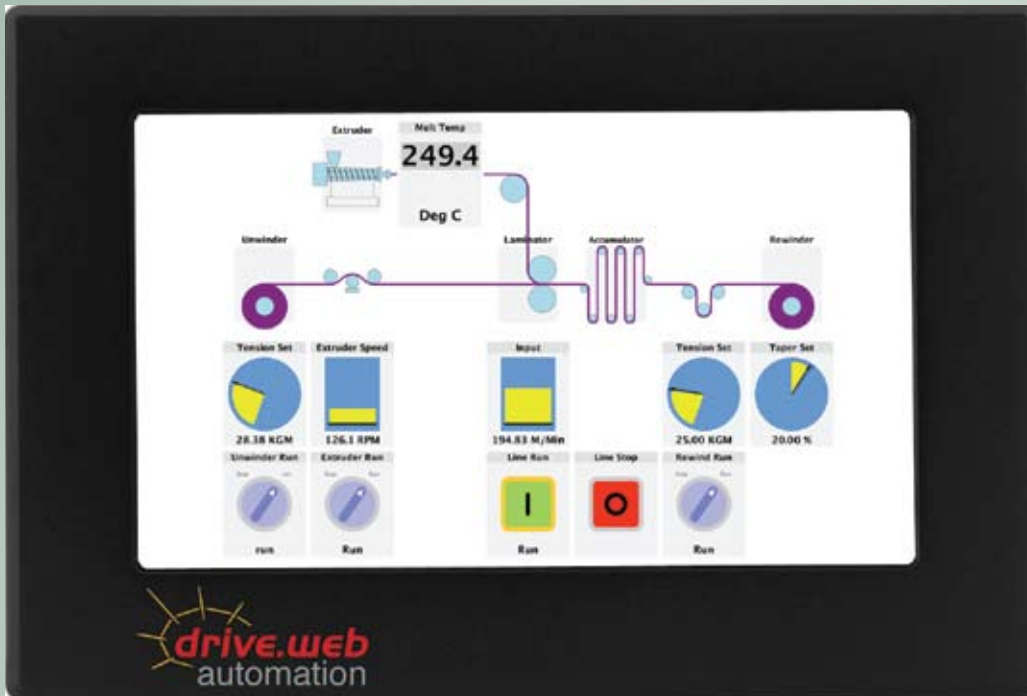 Extruder
Melt Temp
249.4
Deg C
Unwinder
Laminator
Accumulator
Rewinder
Tension Set
Extruder Speed
Input
Tension Set
Taper Set
28.38 KGM
126.1 RPM
194.83 M/Min
25.00 KGM
20.00 %
Unwinder Run
Extruder Run
Line Run
Line Stop
Rewind Run
run
Run
Run
Run
drive.web
automation